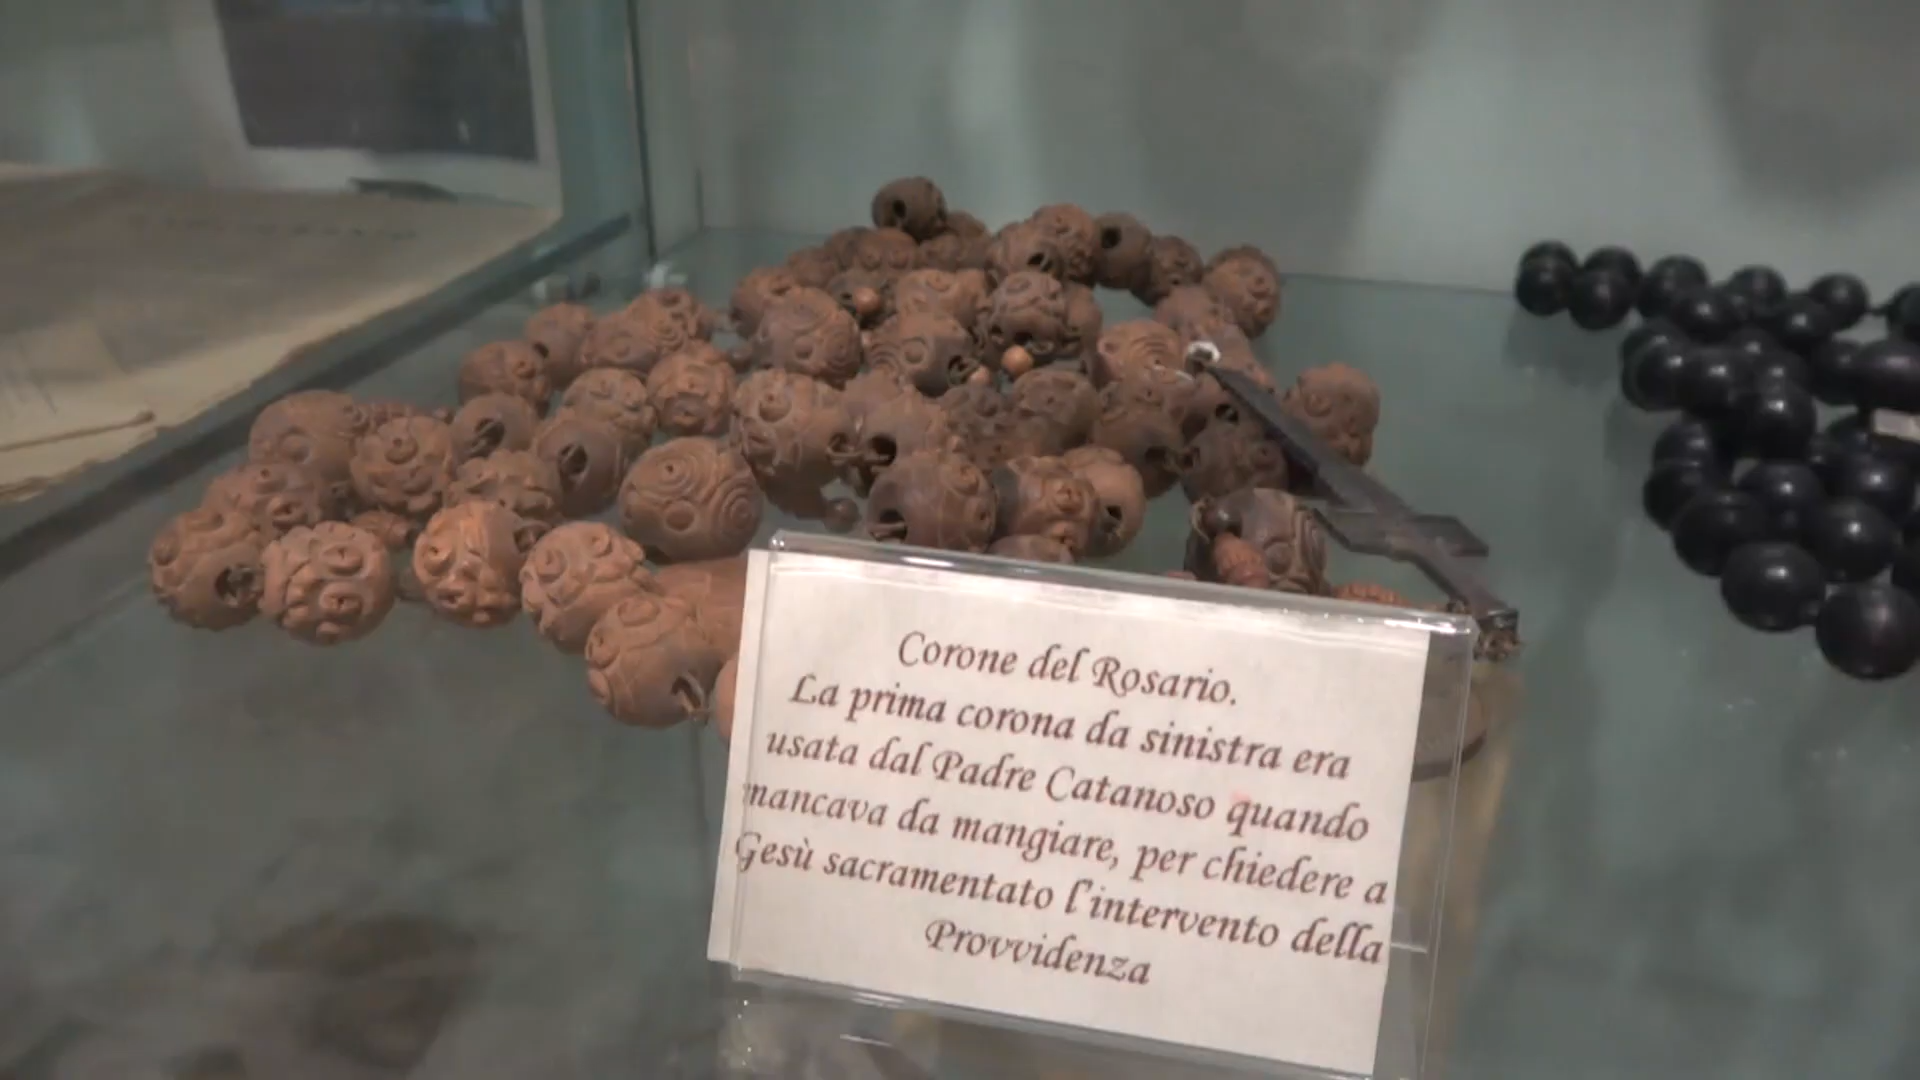 Corone del Rosario.
La prima corona da sinistra era
usata dal Padre Catanoso quando
mancava da mangiare, per chiedere a
Gesù sacramentato l'intervento della
Provvidenza